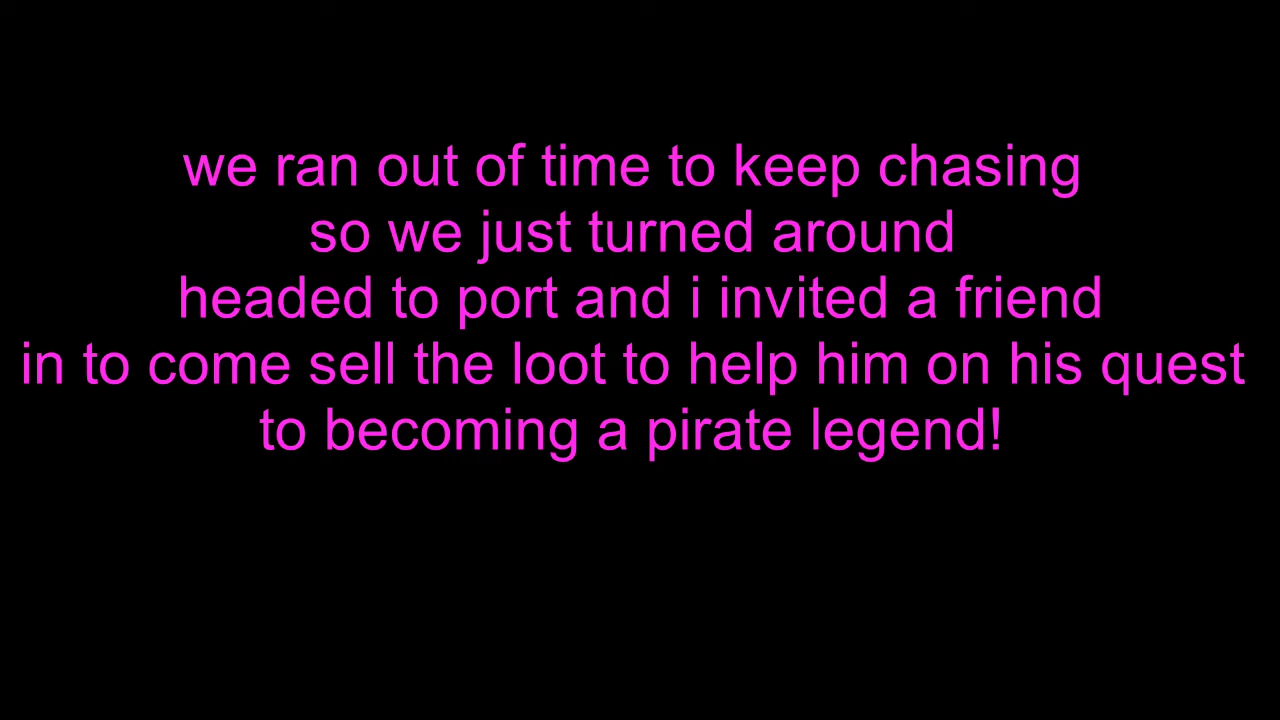 we ran out of time to keep chasing
so we just turned around
headed to port and i invited a friend
in to come sell the loot to help him on his quest
to becoming a pirate legend!